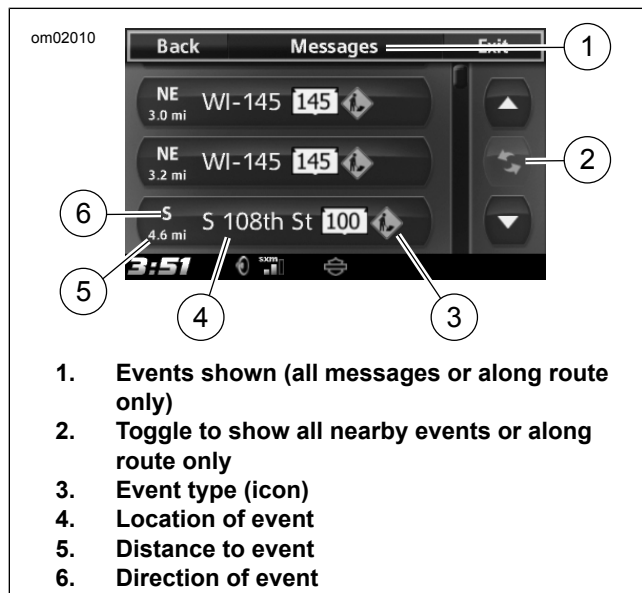 om02010
Back Messages Exit
1
NE WI-145 145
3.0 mi
NE WI-145 145
3.2 mi
2
6
S S 108th St 100
4.6 mi
3:51 sxm
5
4
3
1. Events shown (all messages or along route
only)
2. Toggle to show all nearby events or along
route only
3. Event type (icon)
4. Location of event
5. Distance to event
6. Direction of event